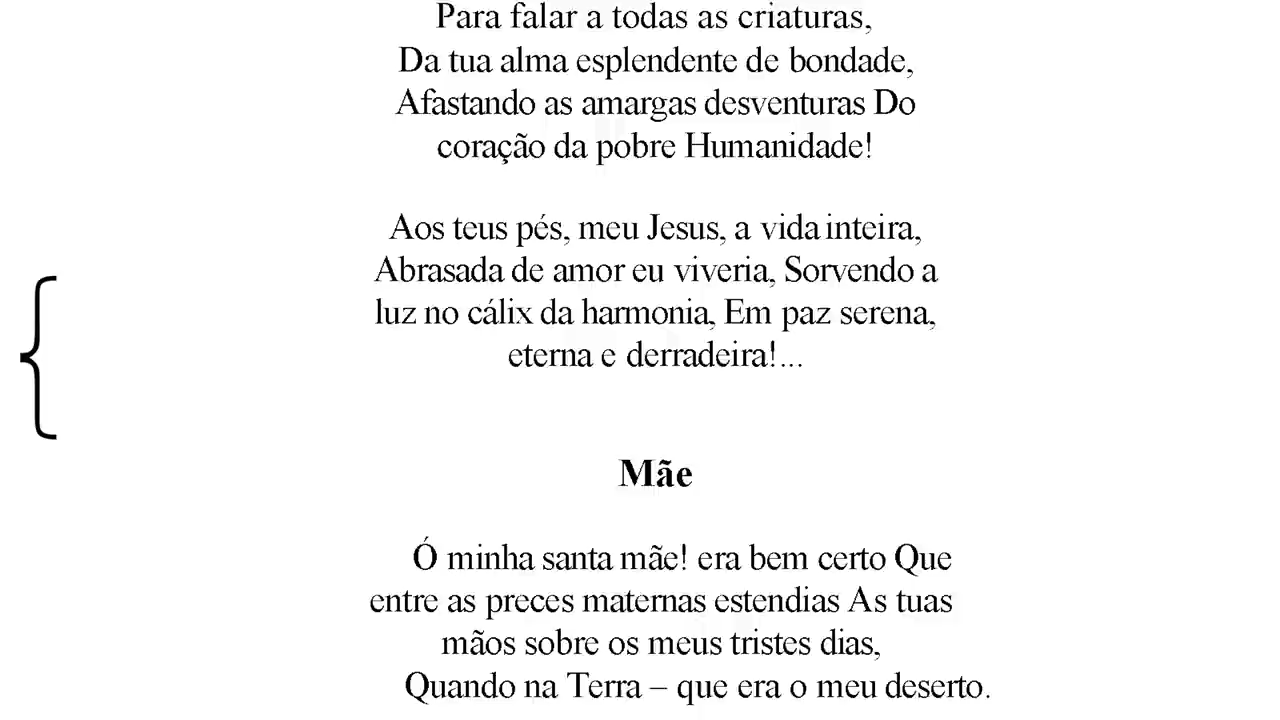 Para falar a todas as criaturas,
Da tua alma esplendente de bondade,
Afastando as amargas desventuras Do
coração da pobre Humanidade!
Aos teus pés, meu Jesus, a vida inteira,
Abrasada de amor eu viveria, Sorvendo a
luz no cálix da harmonia, Em paz serena,
eterna e derradeira!...
Mãe
Ó minha santa mãe! era bem certo Que
entre as preces maternas estendias As tuas
mãos sobre os meus tristes dias,
Quando na Terra – que era o meu deserto.